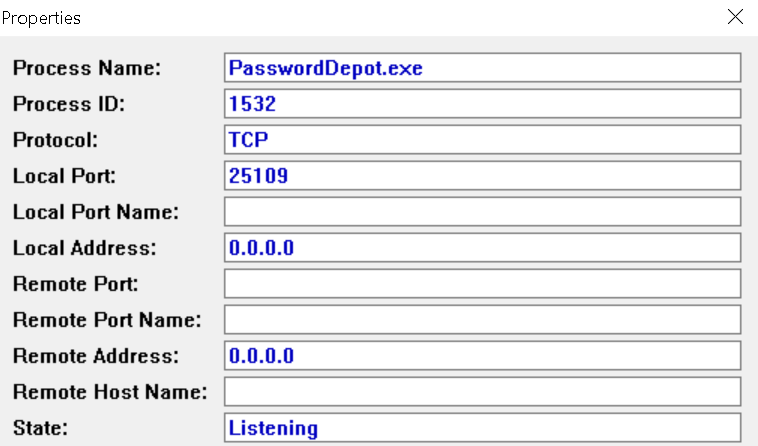 Properties
Process Name: PasswordDepot.exe
Process ID: 1532
Protocol: TCP
Local Port: 25109
Local Port Name:
Local Address: 0.0.0.0
Remote Port:
Remote Port Name:
Remote Address: 0.0.0.0
Remote Host Name:
State: Listening